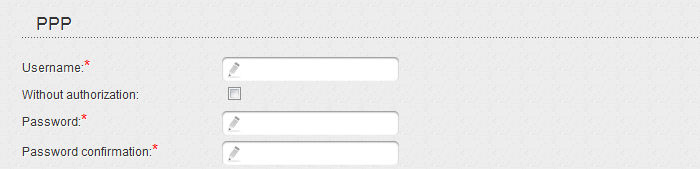 PPP
Username:*
Without authorization:
Password:*
Password confirmation:*